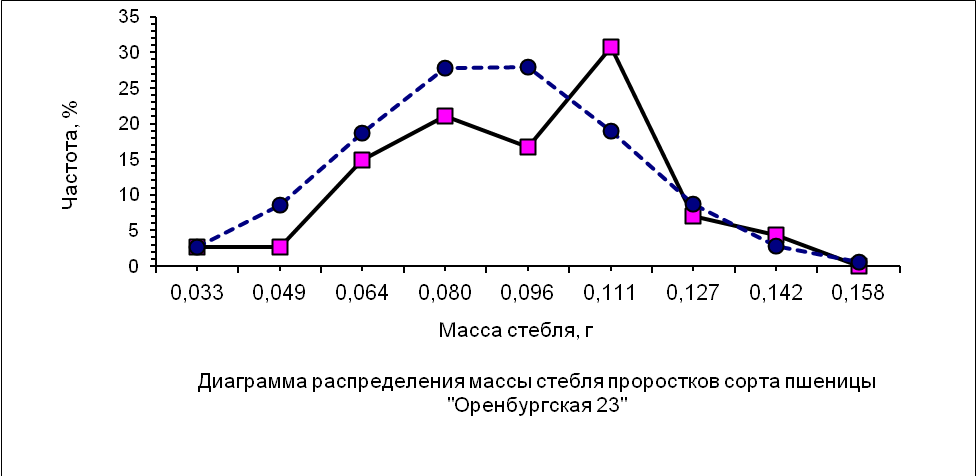 35
30
25
20
15
10
5
0
Частота, %
0,033 0,049 0,064 0,080 0,096 0,111 0,127 0,142 0,158
Масса стебля, г
Диаграмма распределения массы стебля проростков сорта пшеницы
"Оренбургская 23"